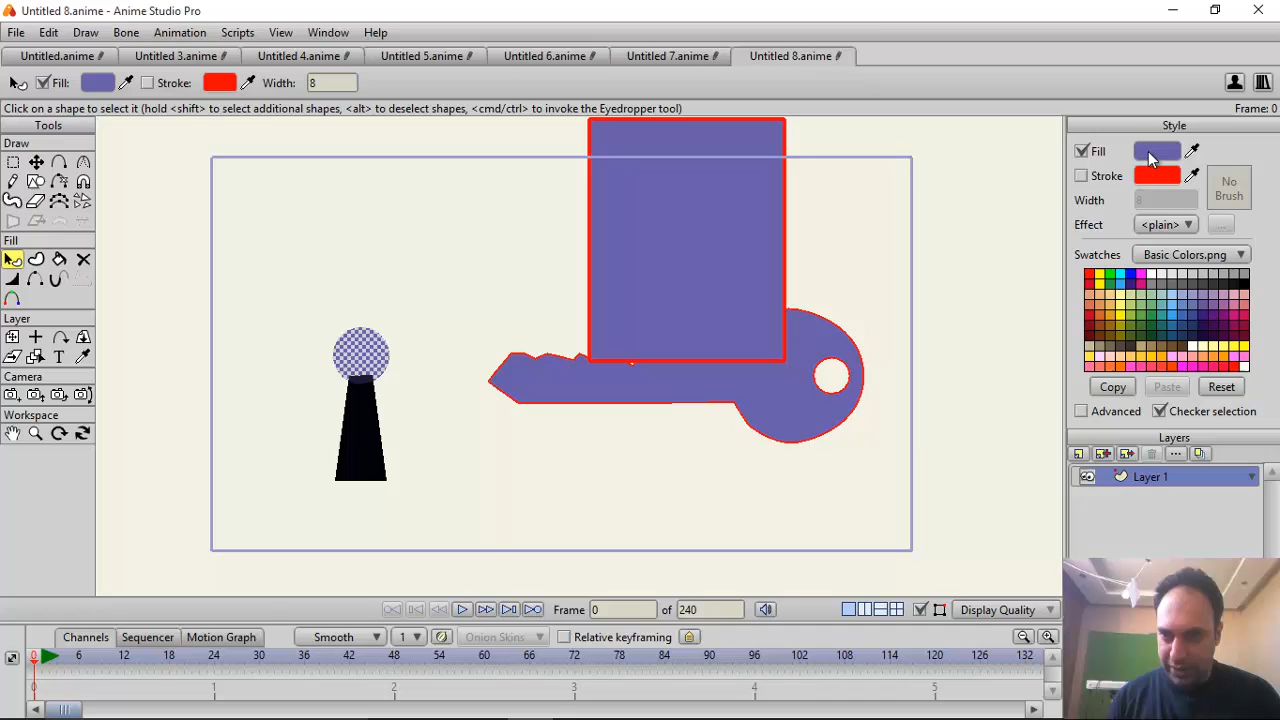 Untitled 8.anime - Anime Studio Pro
File Edit Draw Bone Animation Scripts View Window Help
Untitled.anime Untitled 3.anime Untitled 4.anime Untitled 5.anime Untitled 6.anime Untitled 7.anime Untitled 8.anime
Fill: Stroke: Width: 8
Click on a shape to select it (hold <shift> to select additional shapes, <alt> to deselect shapes, <cmd/ctrl> to invoke the Eyedropper tool) Frame: 0
Tools
Draw
Fill
Layer
Camera
Workspace
Style
Fill
Stroke
Width 8
No Brush
Effect <plain> ...
Swatches Basic Colors.png
Copy Paste Reset
Advanced Checker selection
Layers
Layer 1
Frame 0 of 240 Display Quality
Channels Sequencer Motion Graph Smooth 1 Onion Skins Relative keyframing
0 6 12 18 24 30 36 42 48 54 60 66 72 78 84 90 96 102 108 114 120 126 132
0 1 2 3 4 5